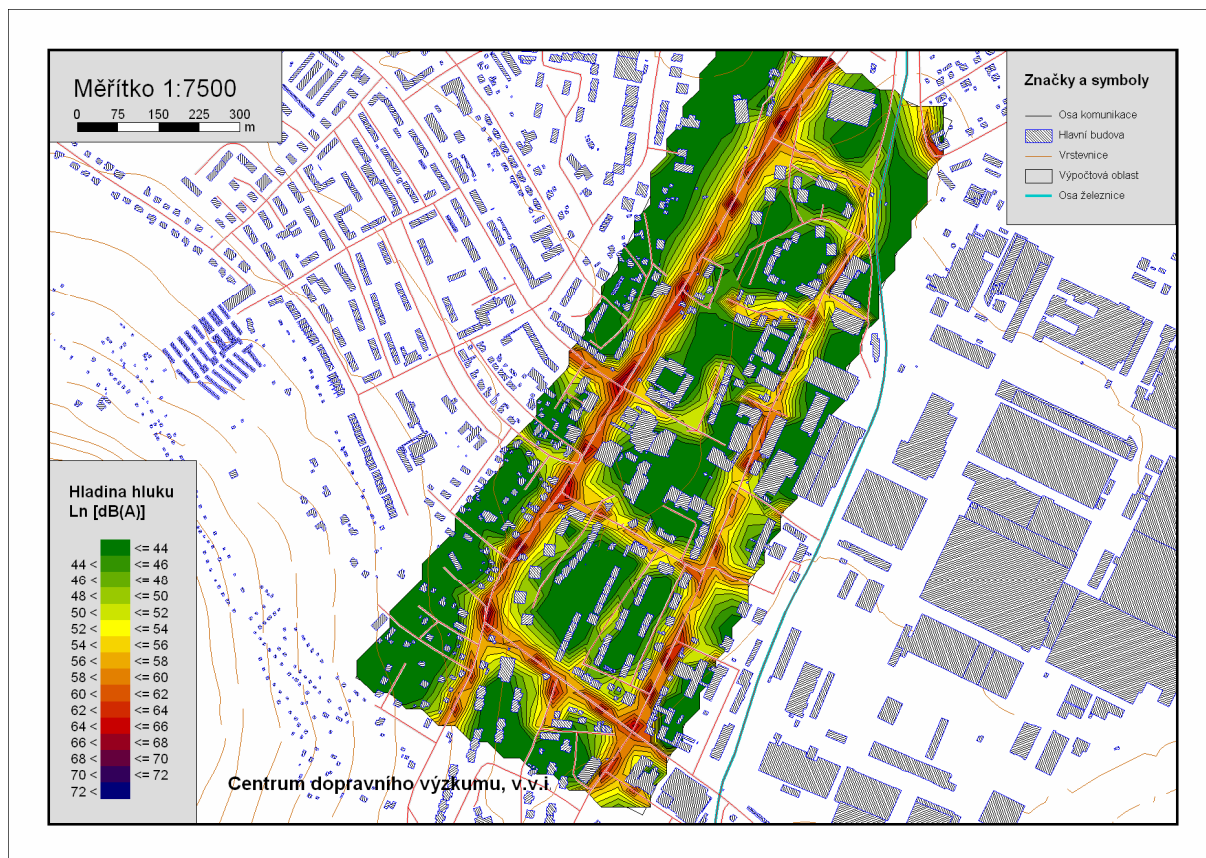 Měřítko 1:7500
0 75 150 225 300
m
Značky a symboly
Osa komunikace
Hlavní budova
Vrstevnice
Výpočtová oblast
Osa železnice
Hladina hluku
Ln [dB(A)]
<= 44
44 < <= 46
46 < <= 48
48 < <= 50
50 < <= 52
52 < <= 54
54 < <= 56
56 < <= 58
58 < <= 60
60 < <= 62
62 < <= 64
64 < <= 66
66 < <= 68
68 < <= 70
70 < <= 72
72 <
Centrum dopravního výzkumu, v.v.i